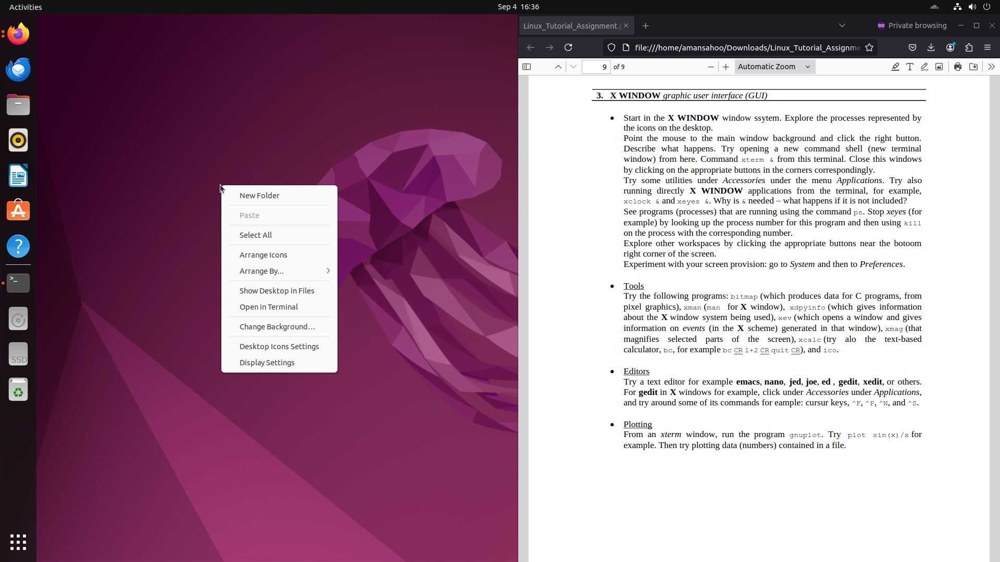 Activities
Sep 4 16:36
Linux_Tutorial_Assignment.p
Private browsing
file:///home/amansahoo/Downloads/Linux_Tutorial_Assignme
9 of 9
Automatic Zoom
New Folder
Paste
Select All
Arrange Icons
Arrange By...
Show Desktop in Files
Open in Terminal
Change Background…
Desktop Icons Settings
Display Settings
>_
SSD
3. X WINDOW graphic user interface (GUI)
• Start in the X WINDOW window ssytem. Explore the processes represented by
the icons on the desktop.
Point the mouse to the main window background and click the right button.
Describe what happens. Try opening a new command shell (new terminal
window) from here. Command xterm & from this terminal. Close this windows
by clicking on the appropriate buttons in the corners correspondingly.
Try some utilities under Accessories under the menu Applications. Try also
running directly X WINDOW applications from the terminal, for example,
xclock & and xeyes &. Why is & needed – what happens if it is not included?
See programs (processes) that are running using the command ps. Stop xeyes (for
example) by looking up the process number for this program and then using kill
on the process with the corresponding number.
Explore other workspaces by clicking the appropriate buttons near the botoom
right corner of the screen.
Experiment with your screen provision: go to System and then to Preferences.
• Tools
Try the following programs: bitmap (which produces data for C programs, from
pixel graphics), xman (man for X window), xdpyinfo (which gives information
about the X window system being used), xev (which opens a window and gives
information on events (in the X scheme) generated in that window), xmag (that
magnifies selected parts of the screen), xcalc (try alo the text-based
calculator, bc, for example bc CR 1+2 CR quit CR), and ico.
• Editors
Try a text editor for example emacs, nano, jed, joe, ed , gedit, xedit, or others.
For gedit in X windows for example, click under Accessories under Applications,
and try around some of its commands for eample: cursur keys, ^F, ^P, ^N, and ^S.
• Plotting
From an xterm window, run the program gnuplot. Try plot sin(x)/x for
example. Then try plotting data (numbers) contained in a file.